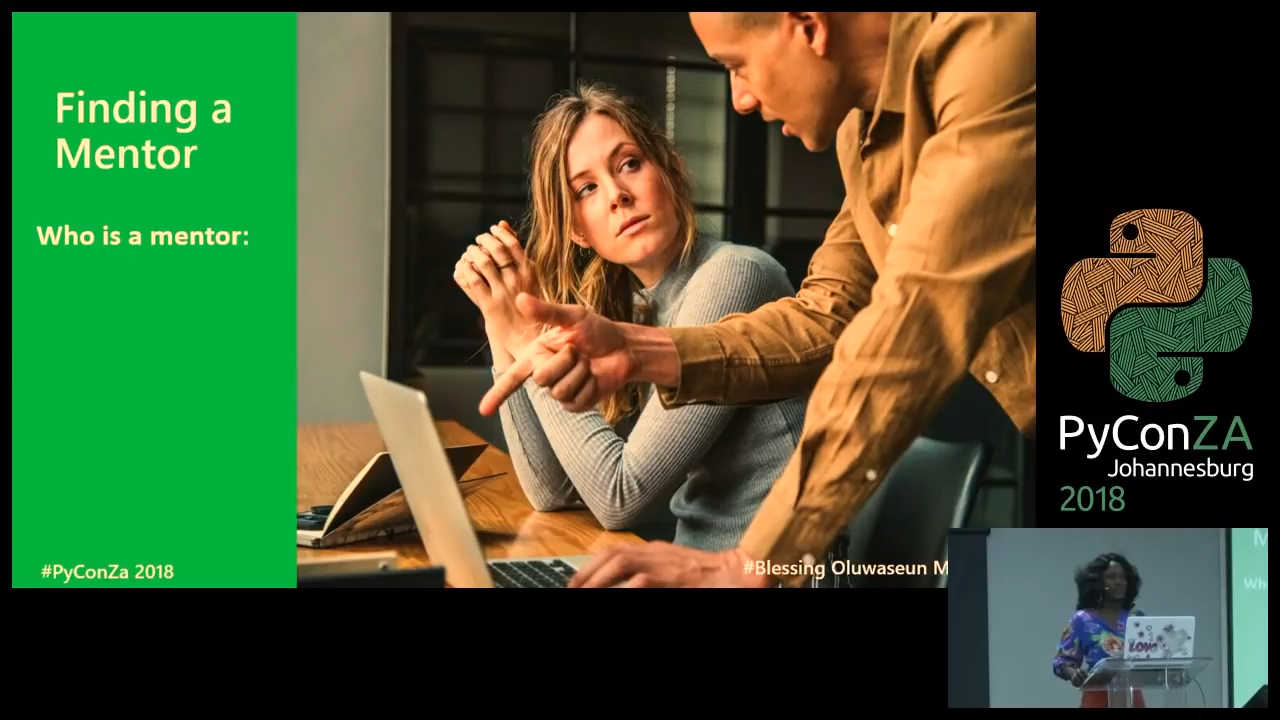 Finding a
Mentor
Who is a mentor:
#PyConZa 2018
#Blessing Oluwaseun M
PyConZA
Johannesburg
2018